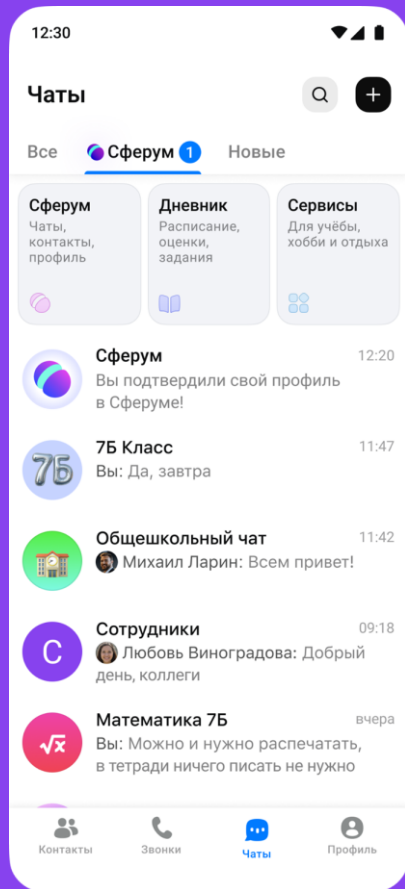 12:30
Чаты
Все
Сферум 1
Новые
Сферум
Чаты,
контакты,
профиль
Дневник
Расписание,
оценки,
задания
Сервисы
Для учёбы,
хобби и отдыха
Сферум 12:20
Вы подтвердили свой профиль
в Сферуме!
7Б
7Б Класс 11:47
Вы: Да, завтра
Общешкольный чат 11:42
Михаил Ларин: Всем привет!
С
Сотрудники 09:18
Любовь Виноградова: Добрый
день, коллеги
√x
Математика 7Б вчера
Вы: Можно и нужно распечатать,
в тетради ничего писать не нужно
Контакты
Звонки
Чаты
Профиль